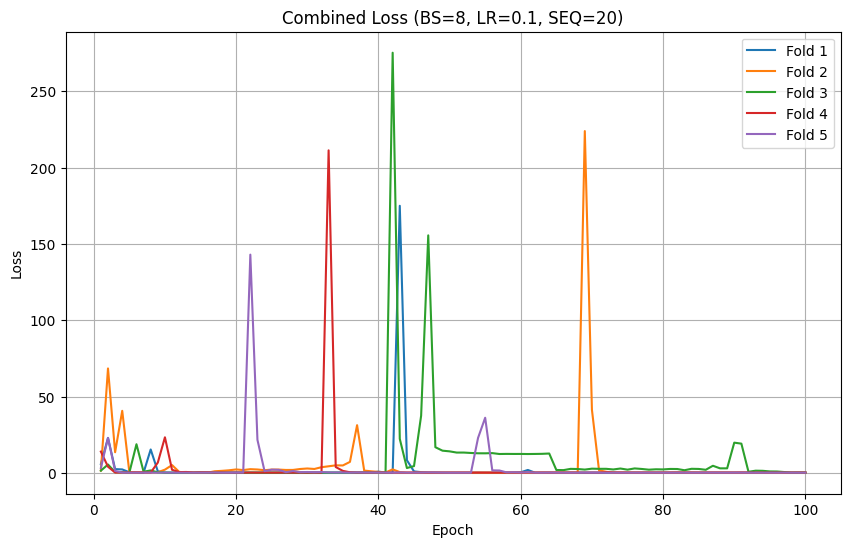 Combined Loss (BS=8, LR=0.1, SEQ=20)
Fold 1
Fold 2
Fold 3
Fold 4
Fold 5
Loss
250
200
150
100
50
0
0 20 40 60 80 100
Epoch